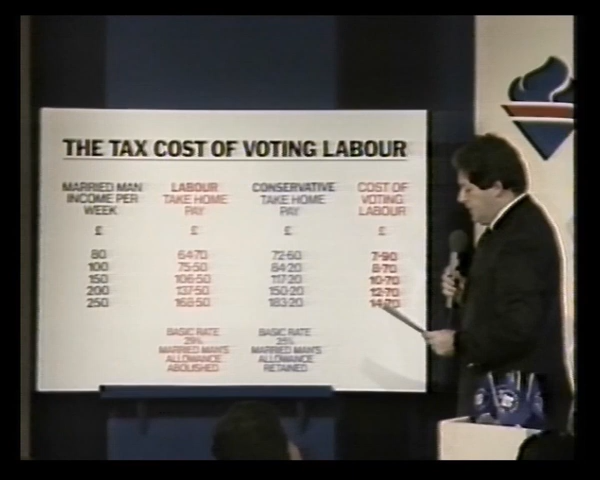 THE TAX COST OF VOTING LABOUR
MARRIED MAN LABOUR CONSERVATIVE COST OF
INCOME PER TAKE HOME TAKE HOME VOTING
WEEK PAY PAY LABOUR
£ £ £ £
80 64·70 72·60 7·90
100 75·50 84·20 8·70
150 106·50 117·20 10·70
200 137·50 150·20 12·70
250 168·50 183·20
BASIC RATE BASIC RATE
29% 25%
MARRIED MAN'S MARRIED MAN'S
ALLOWANCE ALLOWANCE
ABOLISHED RETAINED